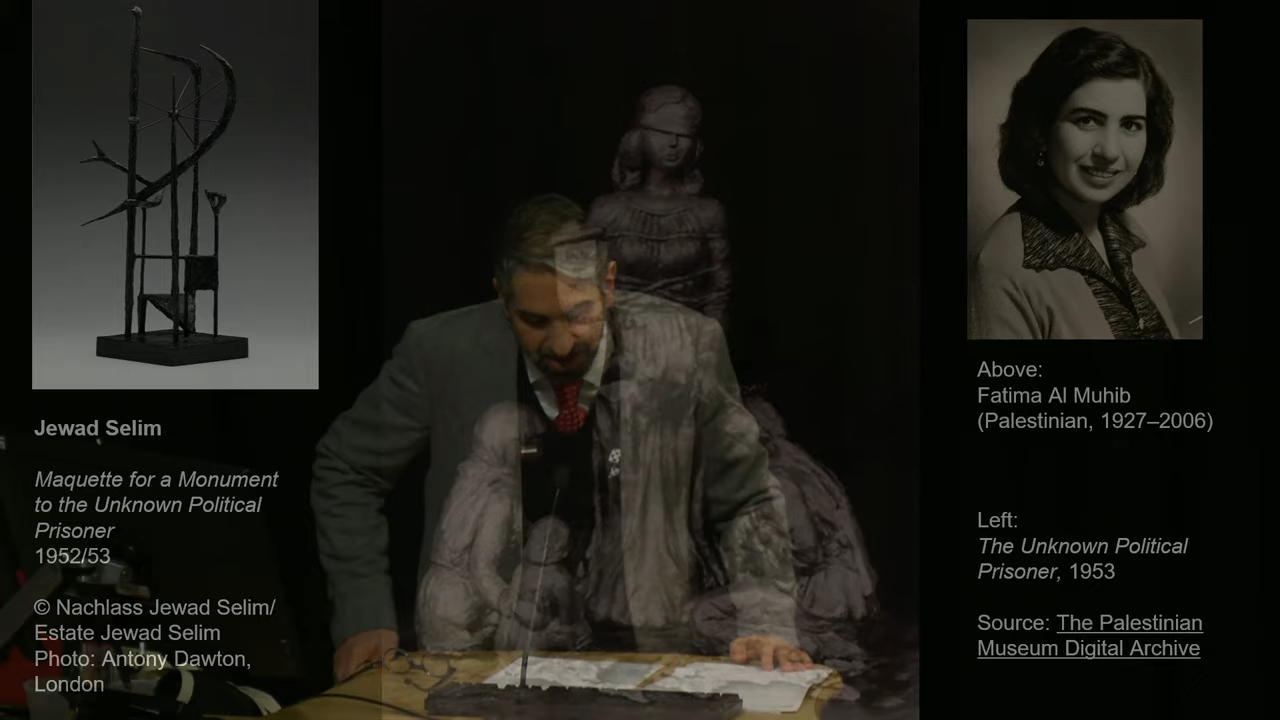 Jewad Selim
Maquette for a Monument
to the Unknown Political
Prisoner
1952/53
© Nachlass Jewad Selim/
Estate Jewad Selim
Photo: Antony Dawton,
London
Above:
Fatima Al Muhib
(Palestinian, 1927–2006)
Left:
The Unknown Political
Prisoner, 1953
Source: The Palestinian
Museum Digital Archive